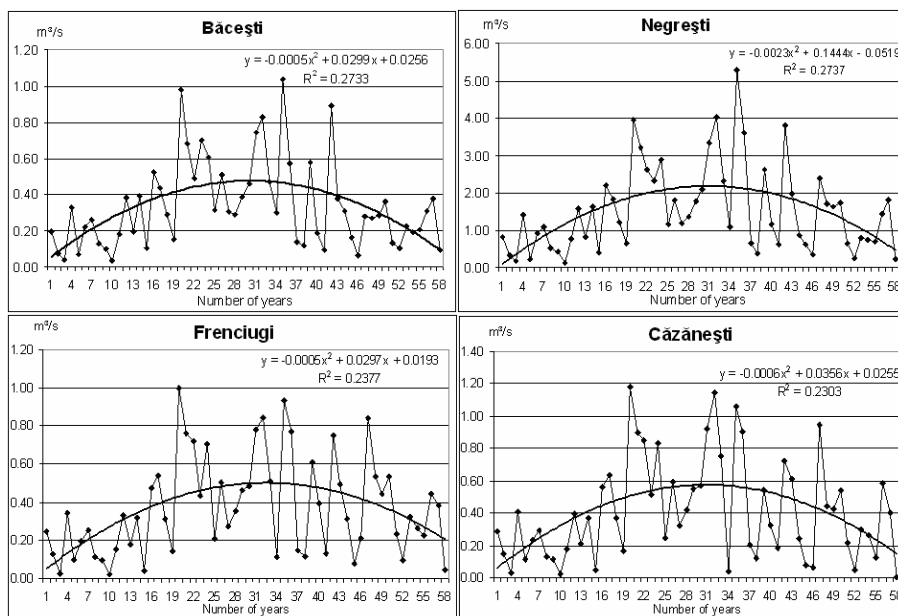 m³/s
Băceşti
y = -0.0005x² + 0.0299x + 0.0256
R² = 0.2733
1.20
1.00
0.80
0.60
0.40
0.20
0.00
1 4 7 10 13 16 19 22 25 28 31 34 37 40 43 46 49 52 55 58
Number of years
m³/s
Negreşti
y = -0.0023x² + 0.1444x - 0.0519
R² = 0.2737
6.00
5.00
4.00
3.00
2.00
1.00
0.00
1 4 7 10 13 16 19 22 25 28 31 34 37 40 43 46 49 52 55 58
Number of years
m³/s
Frenciugi
y = -0.0005x² + 0.0297x + 0.0193
R² = 0.2377
1.20
1.00
0.80
0.60
0.40
0.20
0.00
1 4 7 10 13 16 19 22 25 28 31 34 37 40 43 46 49 52 55 58
Number of years
m³/s
Căzăneşti
y = -0.0006x² + 0.0356x + 0.0255
R² = 0.2303
1.40
1.20
1.00
0.80
0.60
0.40
0.20
0.00
1 4 7 10 13 16 19 22 25 28 31 34 37 40 43 46 49 52 55 58
Number of years